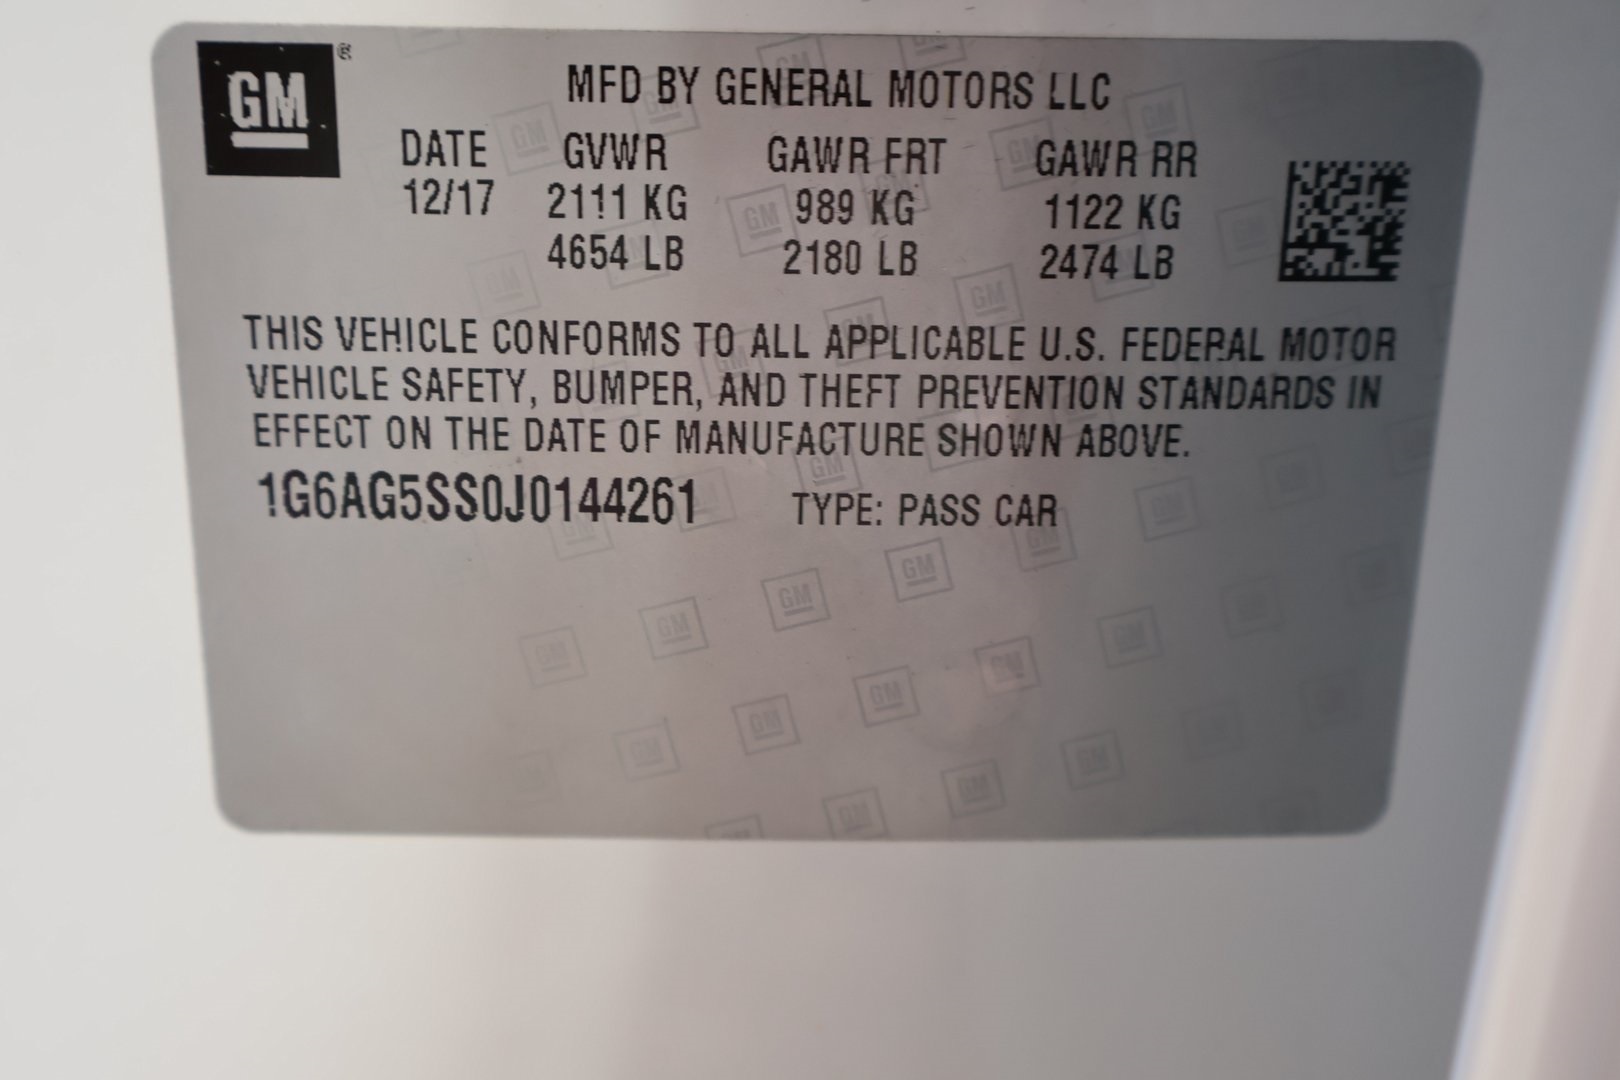 GM ®
MFD BY GENERAL MOTORS LLC
DATE GVWR GAWR FRT GAWR RR
12/17 2111 KG 989 KG 1122 KG
4654 LB 2180 LB 2474 LB
THIS VEHICLE CONFORMS TO ALL APPLICABLE U.S. FEDERAL MOTOR
VEHICLE SAFETY, BUMPER, AND THEFT PREVENTION STANDARDS IN
EFFECT ON THE DATE OF MANUFACTURE SHOWN ABOVE.
1G6AG5SS0J0144261 TYPE: PASS CAR